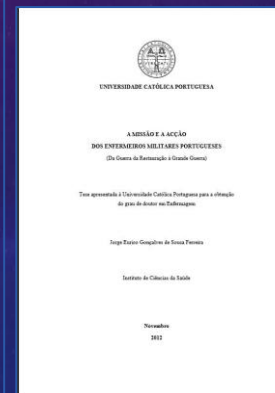 UNIVERSIDADE CATÓLICA PORTUGUESA
A MISSÃO E A ACÇÃO
DOS ENFERMEIROS MILITARES PORTUGUESES
(Da Guerra da Restauração à Grande Guerra)
Tese apresentada à Universidade Católica Portuguesa para a obtenção
do grau de doutor em Enfermagem
Jorge Eurico Gonçalves de Sousa Ferreira
Instituto de Ciências da Saúde
Novembro
2012